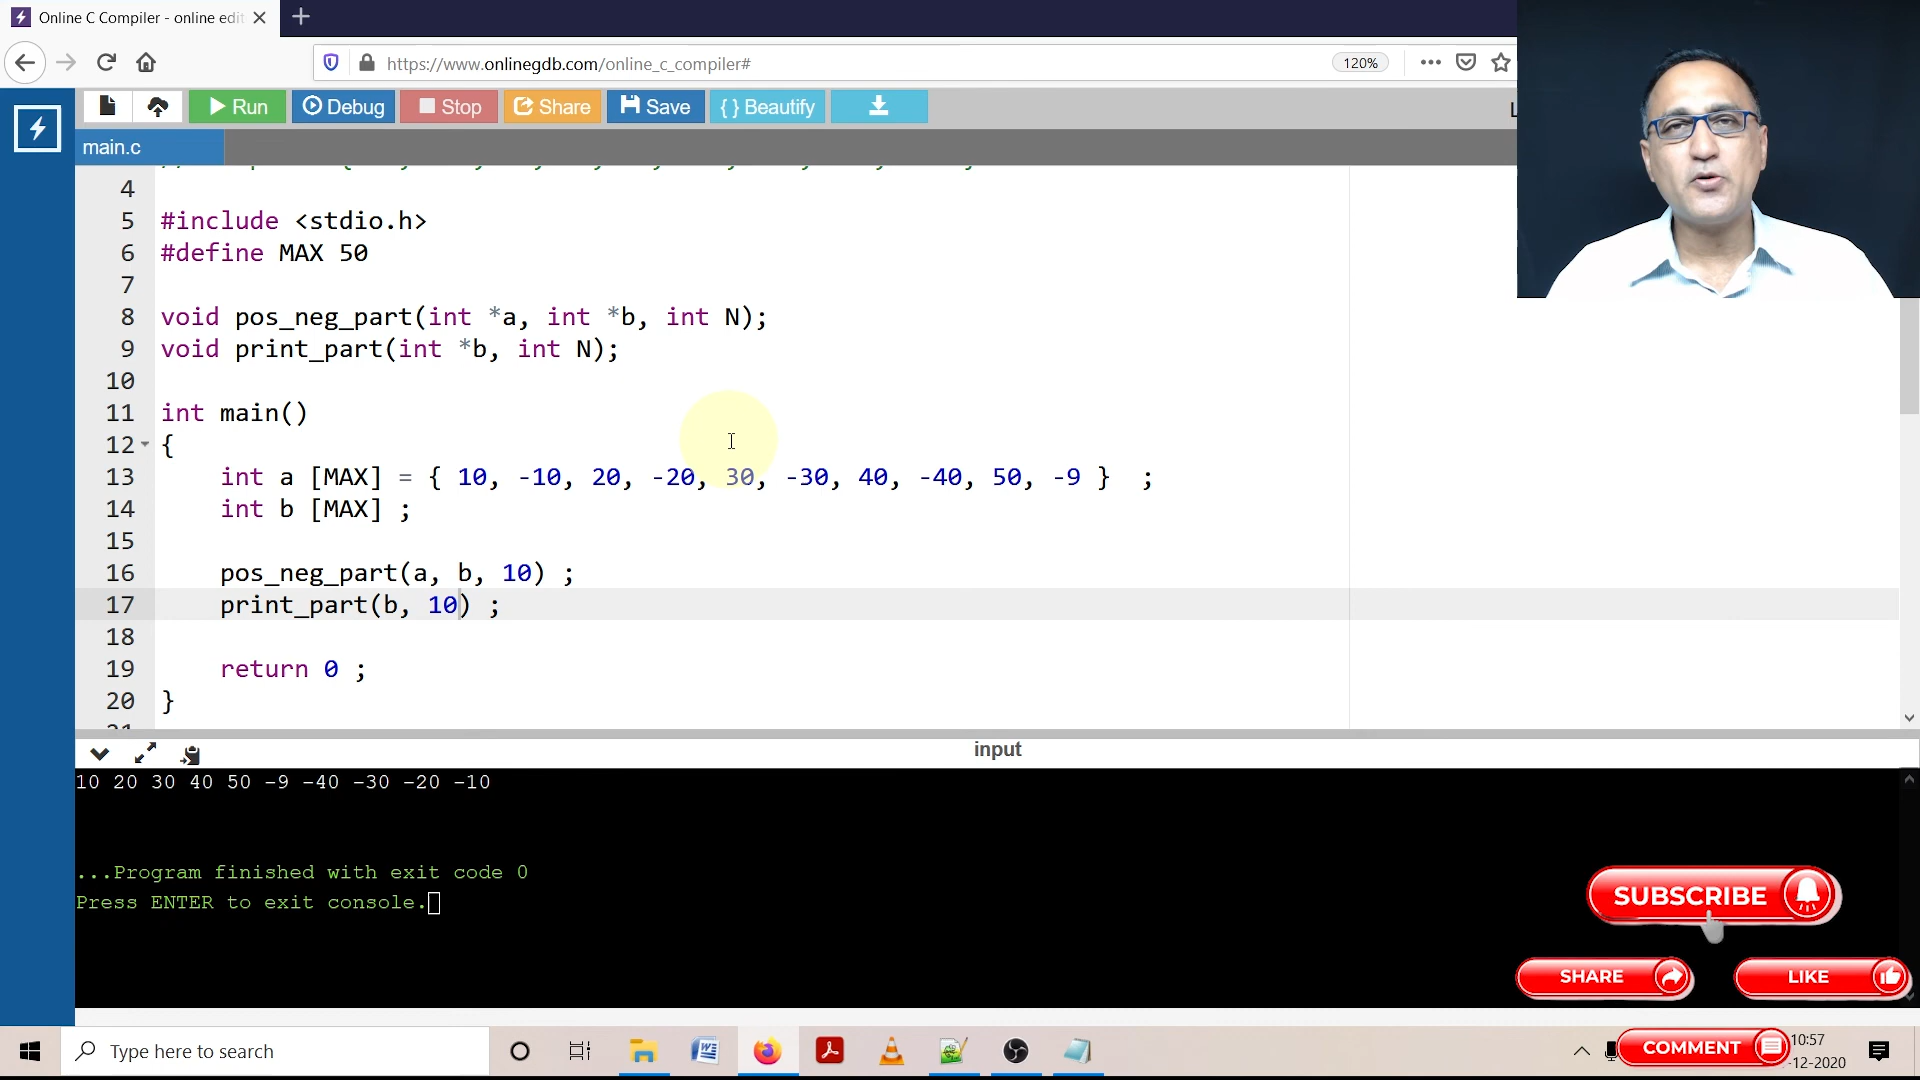 Online C Compiler - online edit
https://www.onlinegdb.com/online_c_compiler#
120%
Run
Debug
Stop
Share
Save
{ } Beautify
main.c
4
5 #include <stdio.h>
6 #define MAX 50
7
8 void pos_neg_part(int *a, int *b, int N);
9 void print_part(int *b, int N);
10
11 int main()
12 {
13 int a [MAX] = { 10, -10, 20, -20, 30, -30, 40, -40, 50, -9 } ;
14 int b [MAX] ;
15
16 pos_neg_part(a, b, 10) ;
17 print_part(b, 10) ;
18
19 return 0 ;
20 }
input
10 20 30 40 50 -9 -40 -30 -20 -10
...Program finished with exit code 0
Press ENTER to exit console.
SUBSCRIBE
SHARE
LIKE
Type here to search
COMMENT
10:57
-12-2020